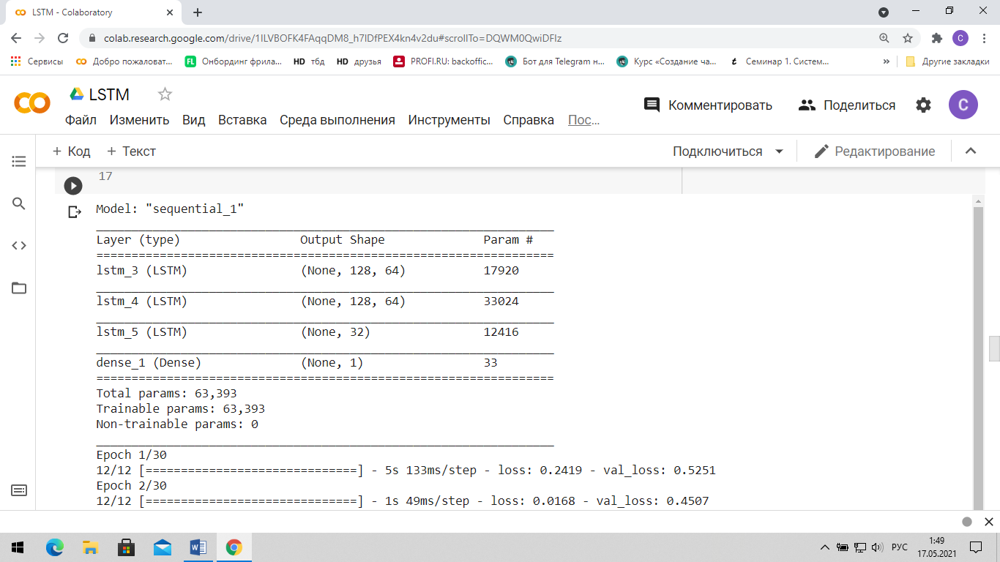 LSTM - Colaboratory
colab.research.google.com/drive/1ILVBOFK4FAqqDM8_h7lDfPEX4kn4v2du#scrollTo=DQWM0QwiDFlz
Сервисы Добро пожаловат... FL Онбординг фрила... HD тбд HD друзья PROFI.RU: backoffic... Бот для Telegram н... Курс «Создание ча... t Семинар 1. Систем... » Другие закладки
LSTM Комментировать Поделиться С
Файл Изменить Вид Вставка Среда выполнения Инструменты Справка Пос...
+ Код + Текст Подключиться Редактирование
17
Model: "sequential_1"
Layer (type) Output Shape Param #
=================================================================
lstm_3 (LSTM) (None, 128, 64) 17920
lstm_4 (LSTM) (None, 128, 64) 33024
lstm_5 (LSTM) (None, 32) 12416
dense_1 (Dense) (None, 1) 33
=================================================================
Total params: 63,393
Trainable params: 63,393
Non-trainable params: 0
Epoch 1/30
12/12 [==============================] - 5s 133ms/step - loss: 0.2419 - val_loss: 0.5251
Epoch 2/30
12/12 [==============================] - 1s 49ms/step - loss: 0.0168 - val_loss: 0.4507
РУС 1:49
17.05.2021